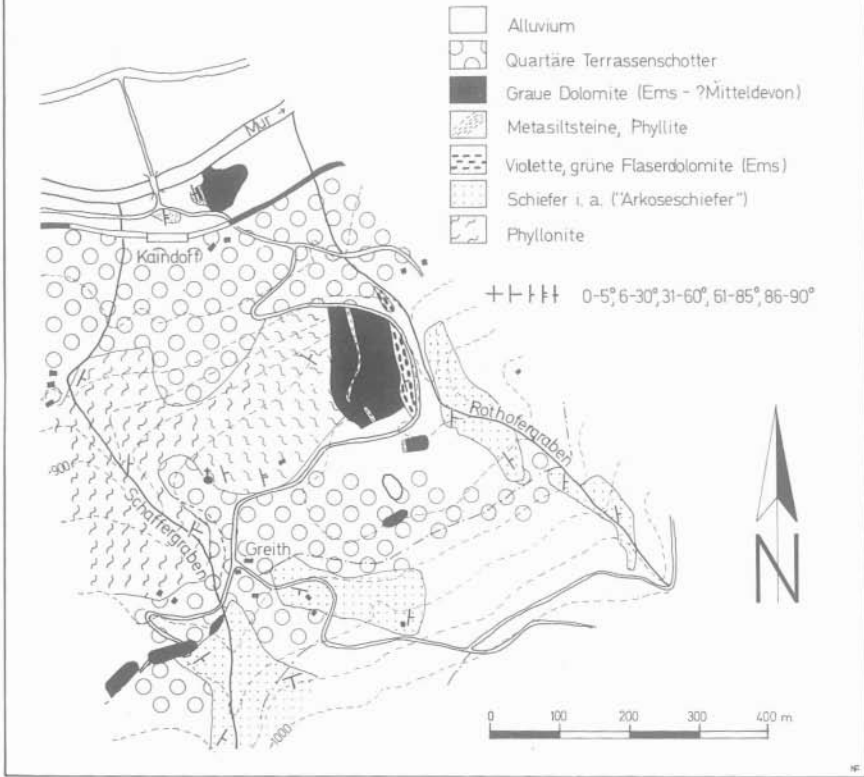 Alluvium
Quartäre Terrassenschotter
Graue Dolomite (Ems - ?Mitteldevon)
Metasiltsteine, Phyllite
Violette, grüne Flaserdolomite (Ems)
Schiefer i. a. ("Arkoseschiefer")
Phyllonite
0-5°, 6-30°, 31-60°, 61-85°, 86-90°
Mur
Kaindorf
Rothofergraben
900
Schaffergraben
Greith
N
1000
0 100 200 300 400 m.